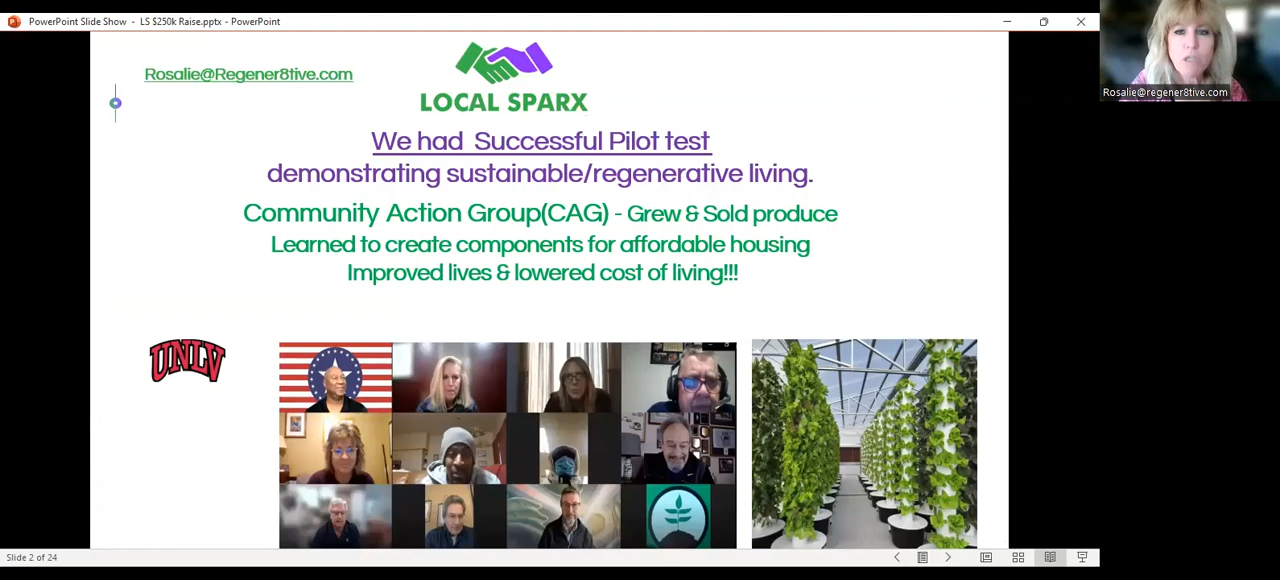 PowerPoint Slide Show - LS $250k Raise.pptx - PowerPoint
Rosalie@Regener8tive.com
LOCAL SPARX
We had Successful Pilot test
demonstrating sustainable/regenerative living.
Community Action Group(CAG) - Grew & Sold produce
Learned to create components for affordable housing
Improved lives & lowered cost of living!!!
UNLV
Rosalie@regener8tive.com
Slide 2 of 24